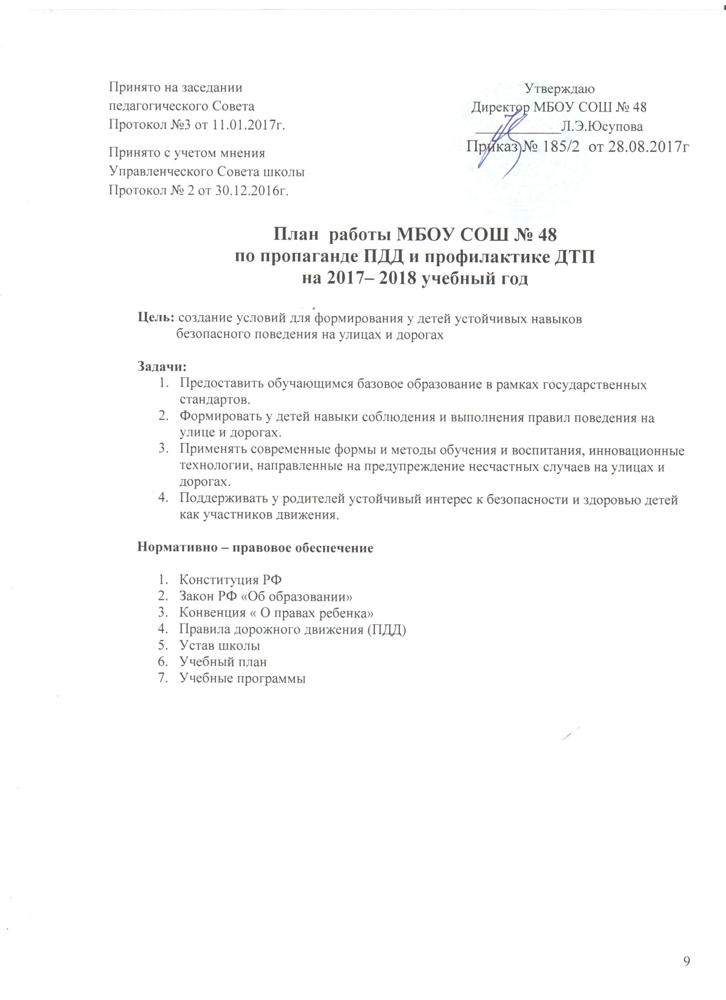 Принято на заседании
педагогического Совета
Протокол №3 от 11.01.2017г.
Принято с учетом мнения
Управленческого Совета школы
Протокол № 2 от 30.12.2016г.
Утверждаю
Директор МБОУ СОШ № 48
____________Л.Э.Юсупова
Приказ № 185/2 от 28.08.2017г
План работы МБОУ СОШ № 48
по пропаганде ПДД и профилактике ДТП
на 2017– 2018 учебный год
Цель: создание условий для формирования у детей устойчивых навыков
безопасного поведения на улицах и дорогах
Задачи:
1. Предоставить обучающимся базовое образование в рамках государственных
стандартов.
2. Формировать у детей навыки соблюдения и выполнения правил поведения на
улице и дорогах.
3. Применять современные формы и методы обучения и воспитания, инновационные
технологии, направленные на предупреждение несчастных случаев на улицах и
дорогах.
4. Поддерживать у родителей устойчивый интерес к безопасности и здоровью детей
как участников движения.
Нормативно – правовое обеспечение
1. Конституция РФ
2. Закон РФ «Об образовании»
3. Конвенция « О правах ребенка»
4. Правила дорожного движения (ПДД)
5. Устав школы
6. Учебный план
7. Учебные программы
9